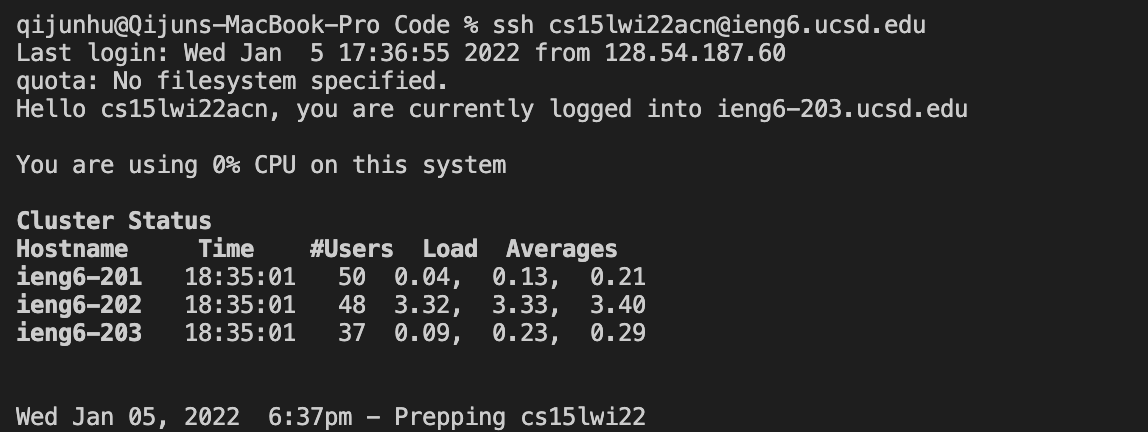 qijunhu@Qijuns-MacBook-Pro Code % ssh cs15lwi22acn@ieng6.ucsd.edu
Last login: Wed Jan  5 17:36:55 2022 from 128.54.187.60
quota: No filesystem specified.
Hello cs15lwi22acn, you are currently logged into ieng6-203.ucsd.edu
You are using 0% CPU on this system
Cluster Status
Hostname     Time    #Users  Load  Averages
ieng6-201   18:35:01   50  0.04,  0.13,  0.21
ieng6-202   18:35:01   48  3.32,  3.33,  3.40
ieng6-203   18:35:01   37  0.09,  0.23,  0.29
Wed Jan 05, 2022  6:37pm - Prepping cs15lwi22